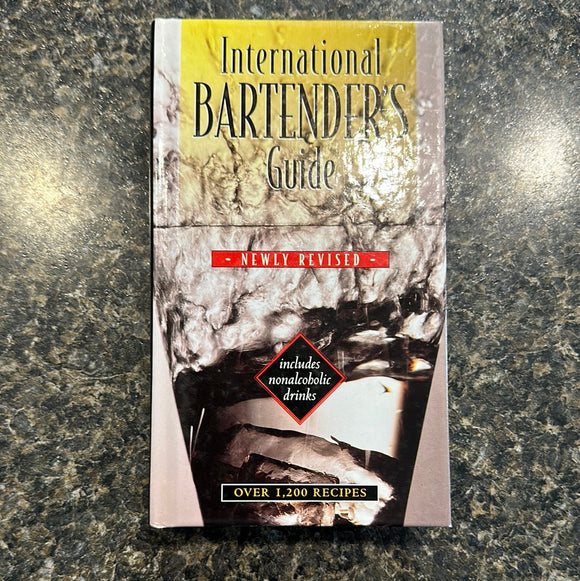 International
BARTENDER'S
Guide
- NEWLY REVISED -
includes
nonalcoholic
drinks
OVER 1,200 RECIPES